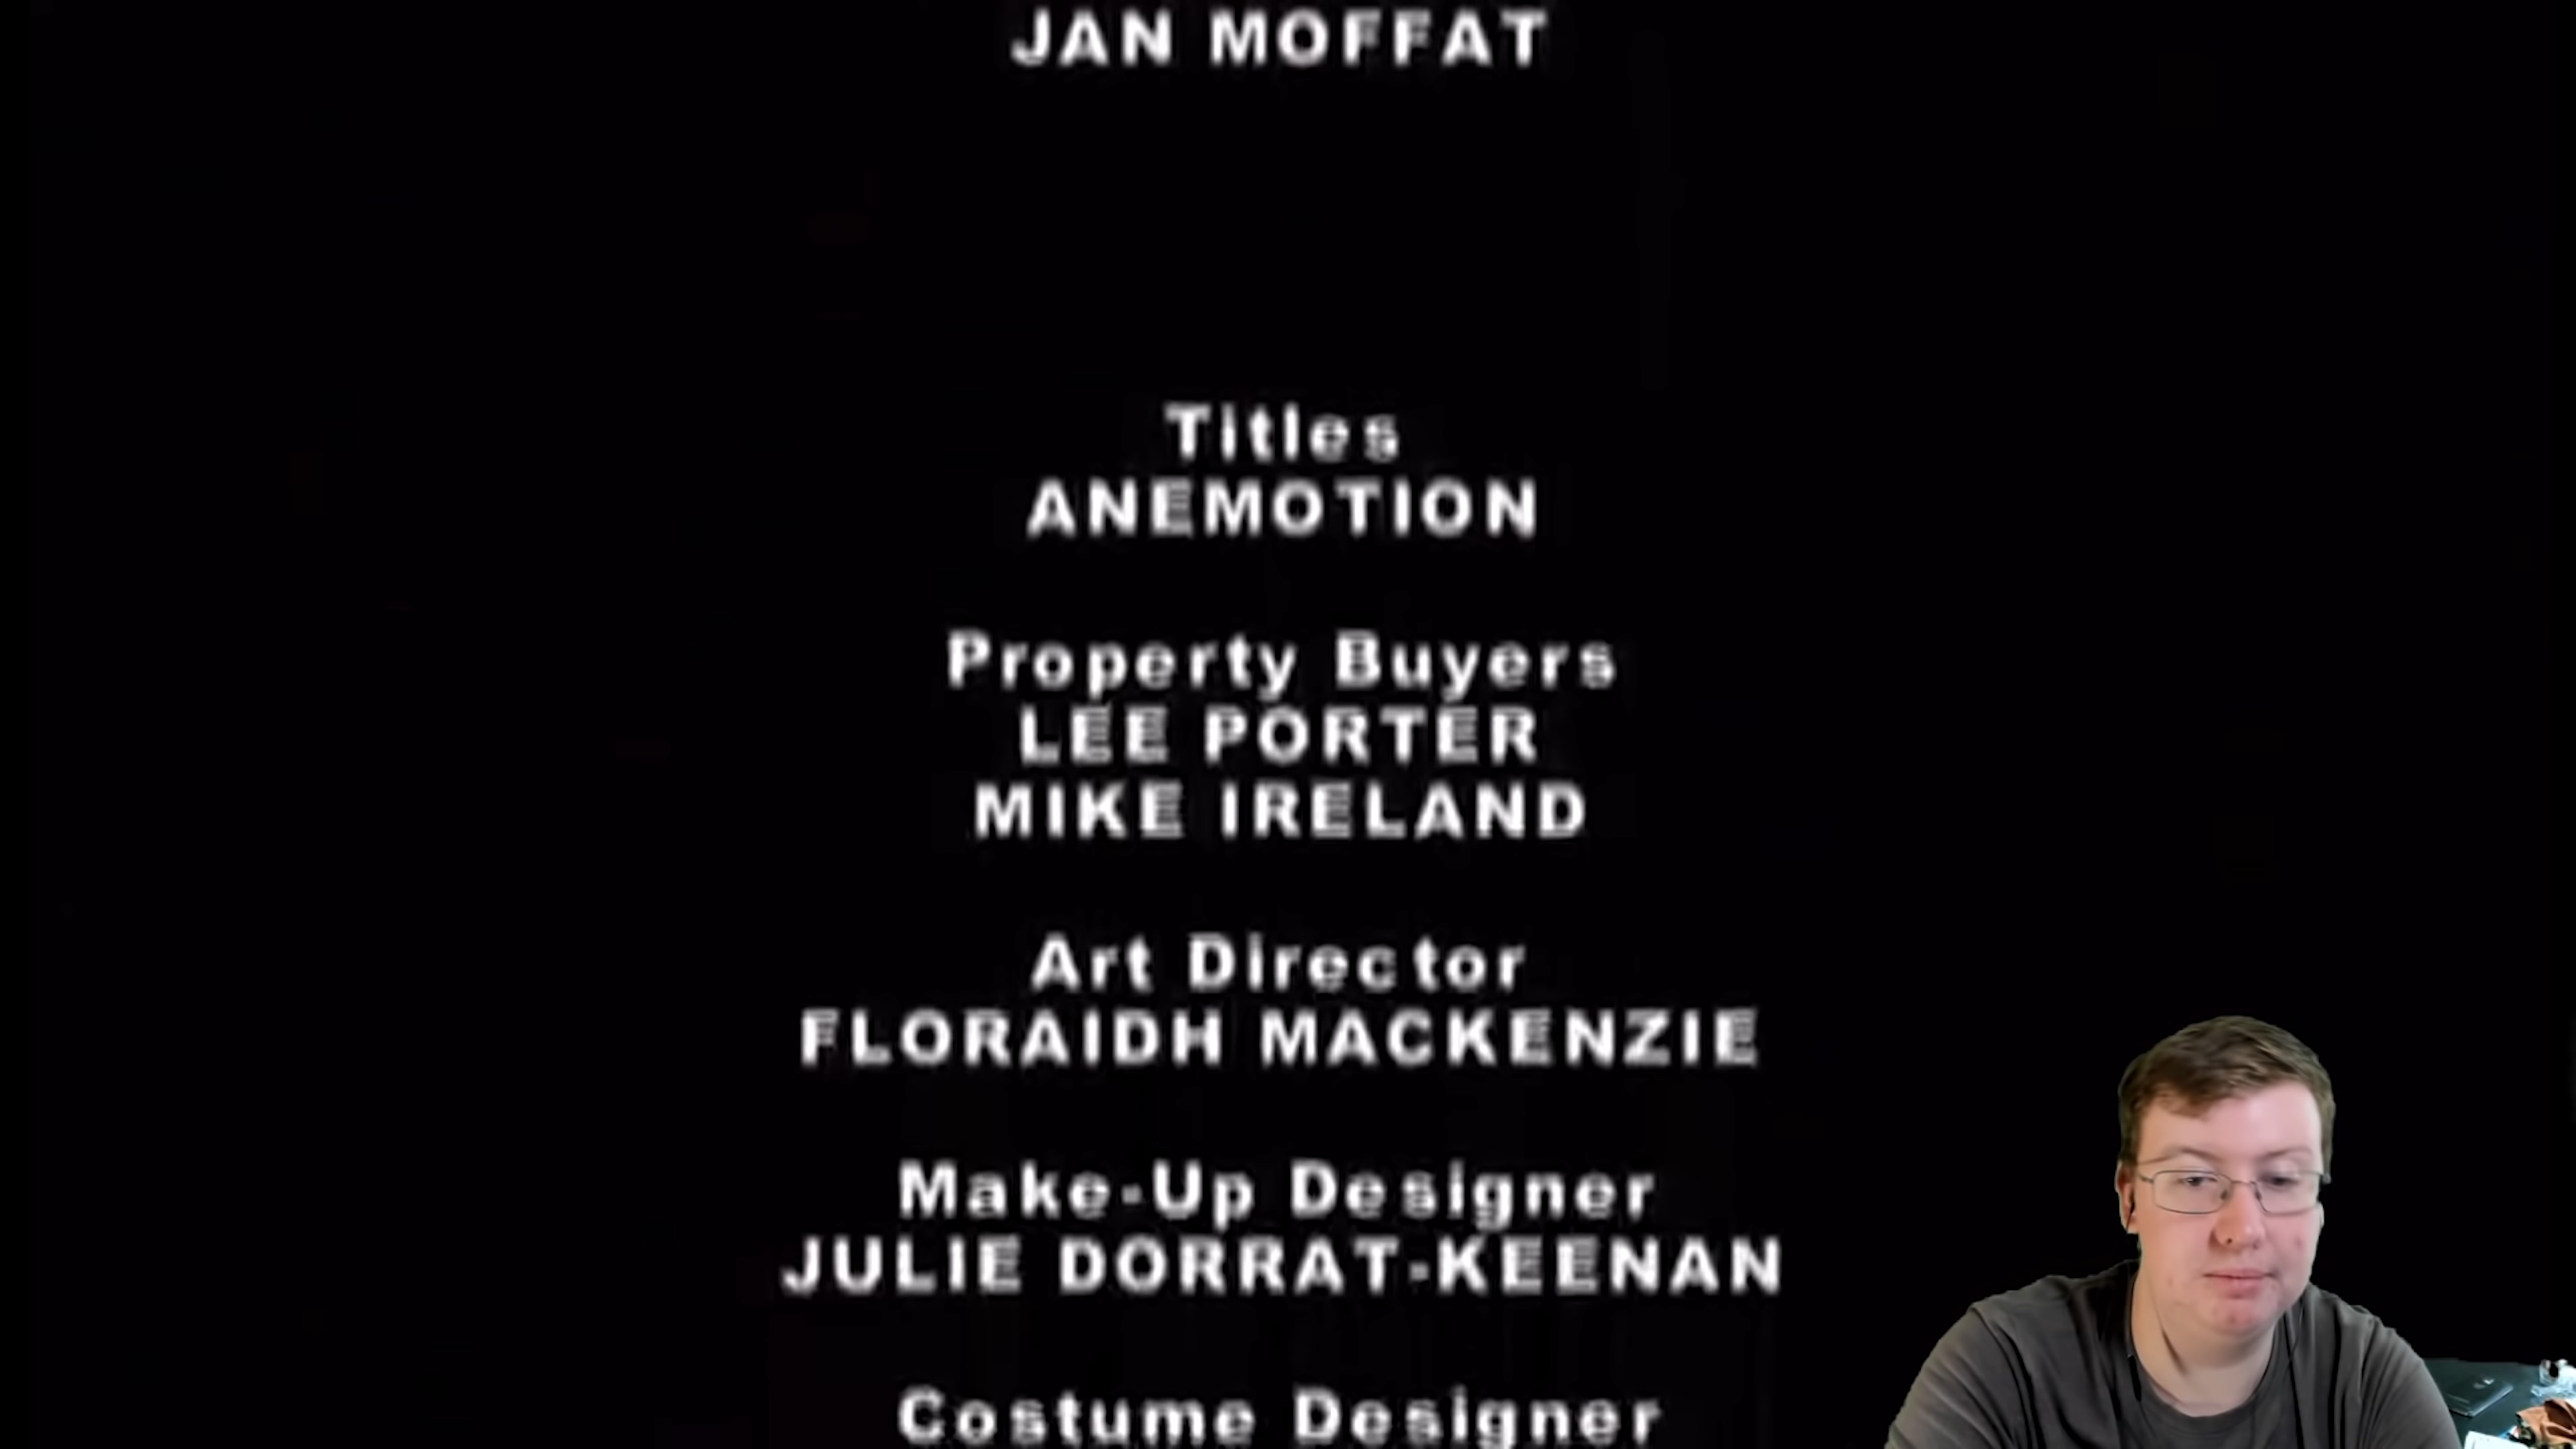 JAN MOFFAT
Titles
ANEMOTION
Property Buyers
LEE PORTER
MIKE IRELAND
Art Director
FLORAIDH MACKENZIE
Make-Up Designer
JULIE DORRAT-KEENAN
Costume Designer